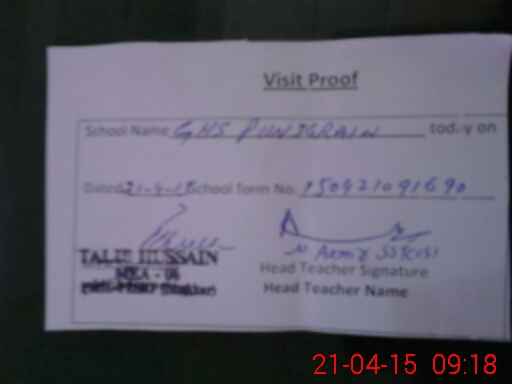 Visit Proof
School Name GHS PUNJGRAIN today on
Dated 21-4-15 School form No. 150421091690
TALIB HUSSAIN
MEA - 06
Head Teacher Signature
Head Teacher Name
21-04-15 09:18